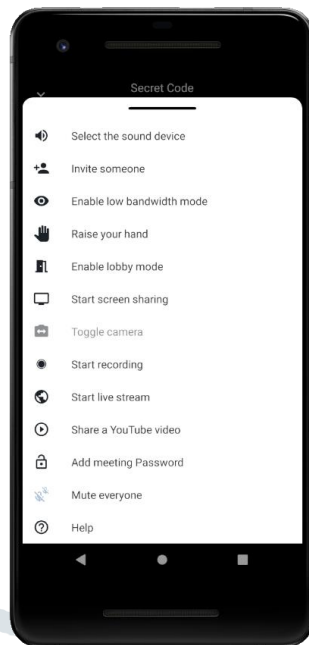 Secret Code
Select the sound device
Invite someone
Enable low bandwidth mode
Raise your hand
Enable lobby mode
Start screen sharing
Toggle camera
Start recording
Start live stream
Share a YouTube video
Add meeting Password
Mute everyone
Help